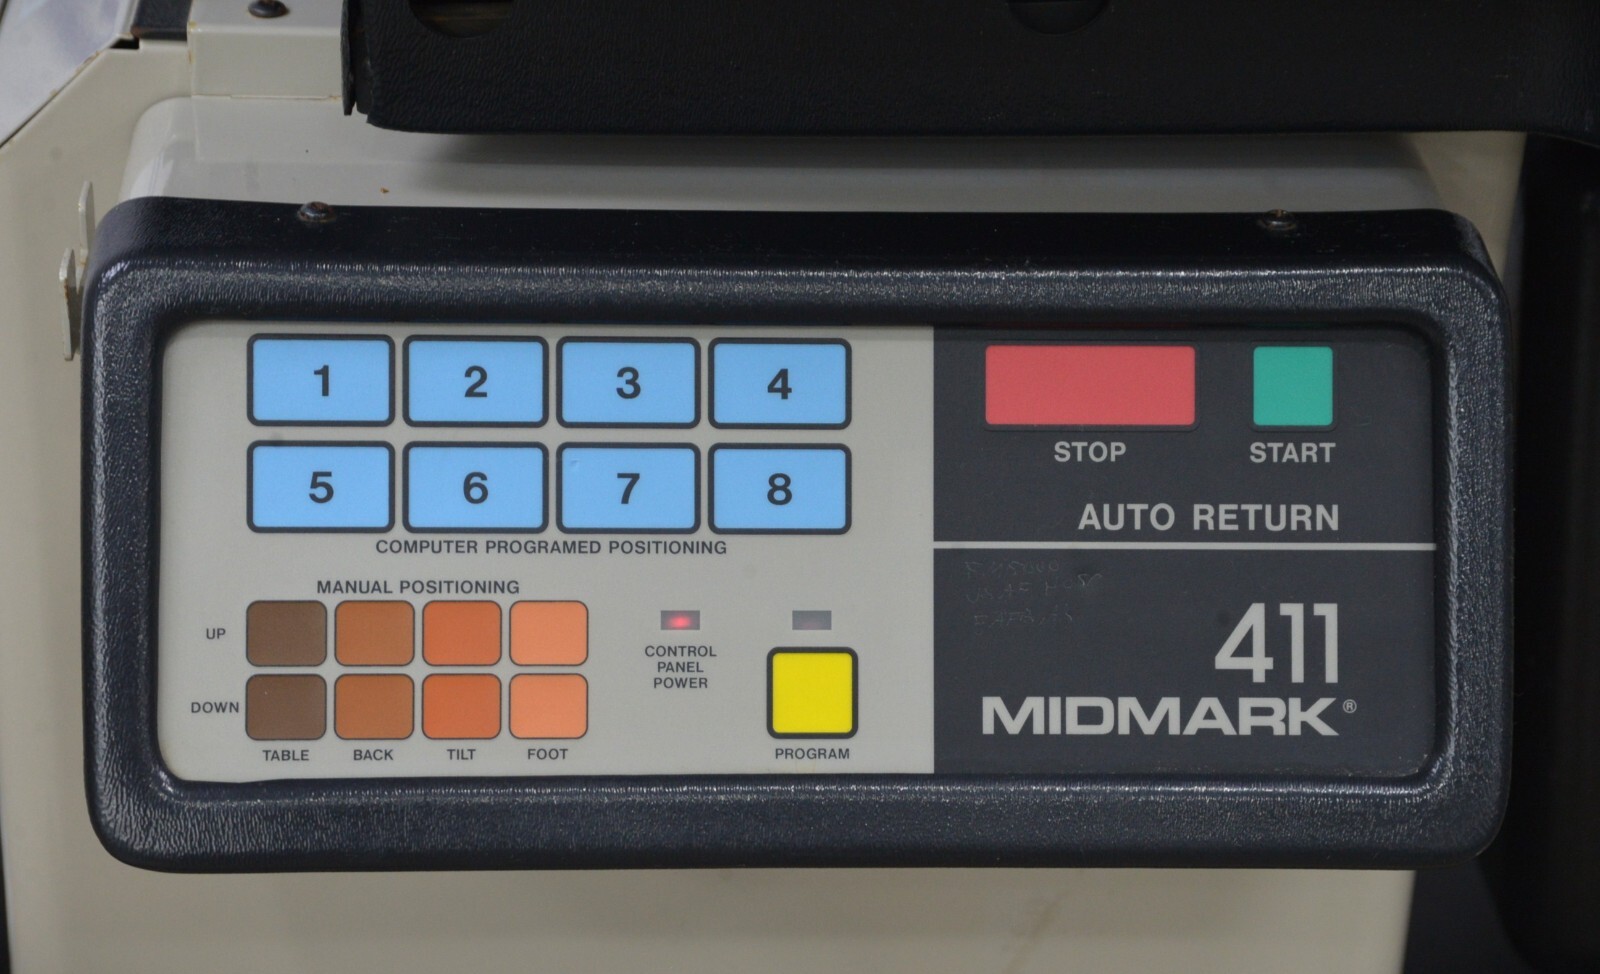 1 2 3 4
5 6 7 8
COMPUTER PROGRAMED POSITIONING
MANUAL POSITIONING
UP
DOWN
TABLE BACK TILT FOOT
CONTROL
PANEL
POWER
PROGRAM
STOP START
AUTO RETURN
411
MIDMARK®